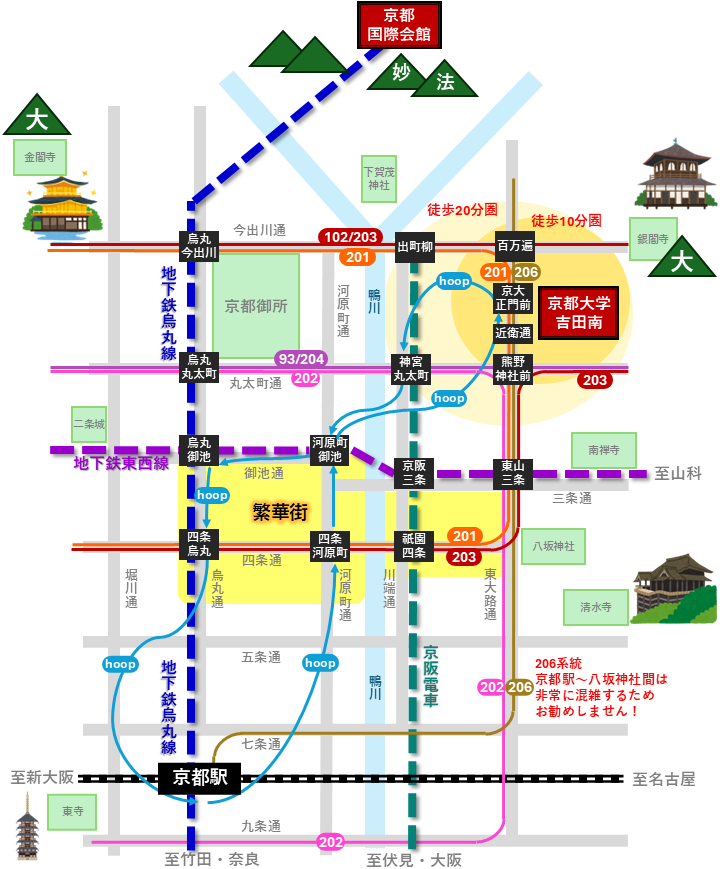 京都
国際会館
妙
法
大
金閣寺
下賀茂
神社
徒歩20分圏
徒歩10分圏
銀閣寺
大
今出川通
102/203
201
烏丸
今出川
出町柳
百万遍
201
206
地下鉄烏丸線
京都御所
河原町通
鴨川
hoop
京大
正門前
京都大学
吉田南
近衛通
93/204
202
烏丸
丸太町
丸太町通
神宮
丸太町
熊野
神社前
203
hoop
二条城
地下鉄東西線
烏丸
御池
河原町
御池
御池通
京阪
三条
東山
三条
南禅寺
至山科
三条通
hoop
繁華街
四条
烏丸
四条
河原町
祇園
四条
201
203
八坂神社
四条通
堀川通
烏丸通
河原町通
川端通
東大路通
清水寺
五条通
hoop
hoop
地下鉄烏丸線
鴨川
京阪電車
202
206
206系統
京都駅～八坂神社間は
非常に混雑するため
お勧めしません！
七条通
京都駅
至新大阪
至名古屋
東寺
九条通
202
至竹田・奈良
至伏見・大阪